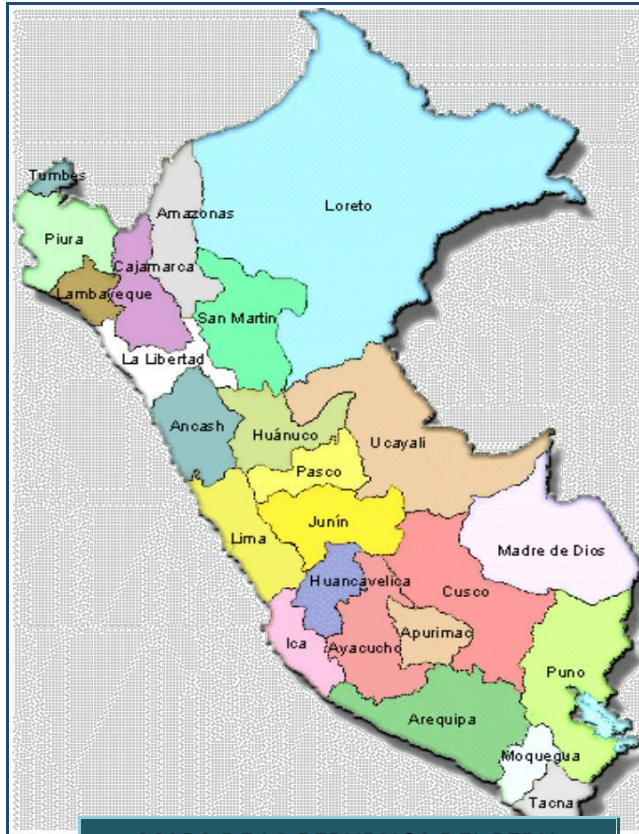 Tumbes
Amazonas
Loreto
Piura
Cajamarca
Lambayeque
San Martin
La Libertad
Ancash
Huánuco
Ucayali
Pasco
Lima
Junín
Madre de Dios
Huancavelica
Cusco
Ica
Ayacucho
Apurimac
Puno
Arequipa
Moquegua
Tacna